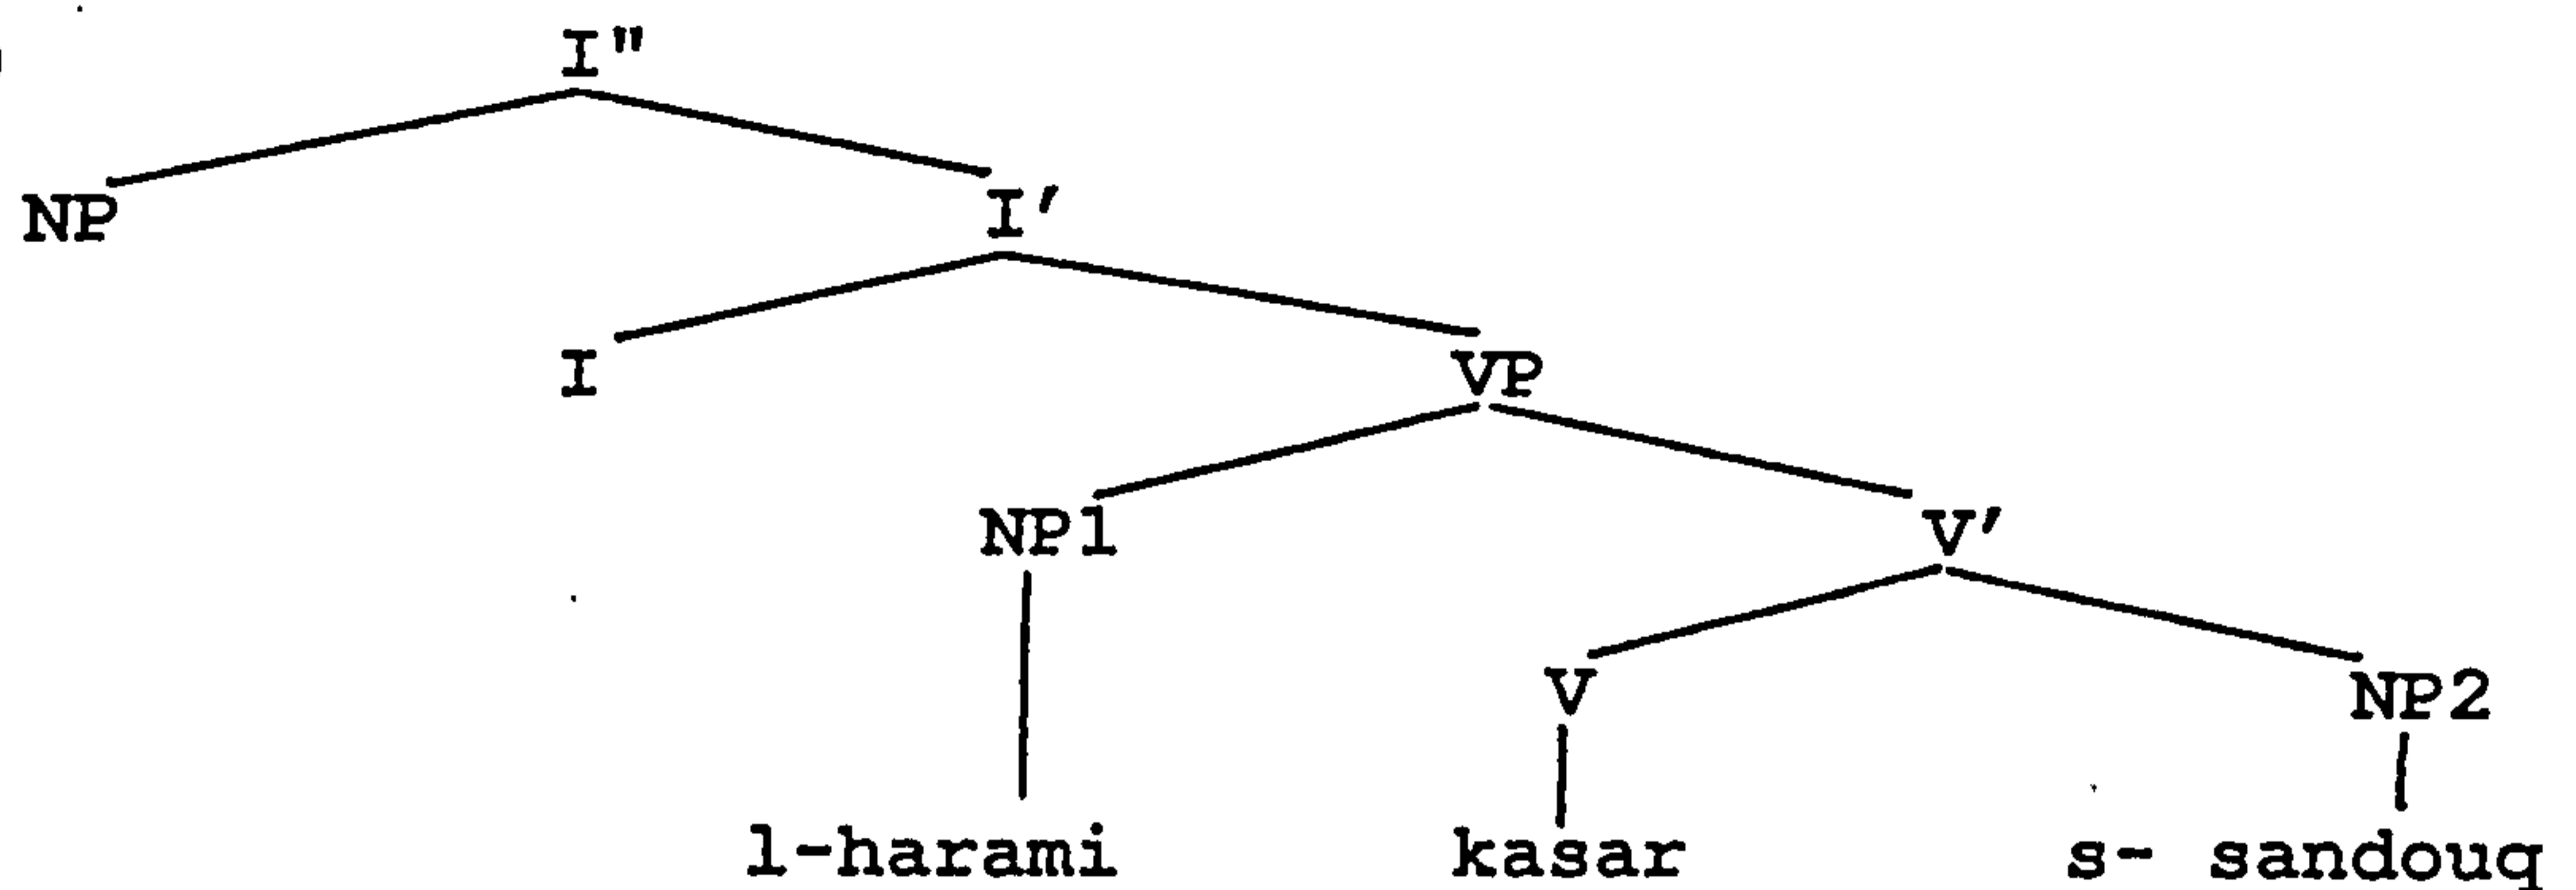 I"
NP I'
I VP
NP1 V'
V NP2
l-harami kasar s- sandouq